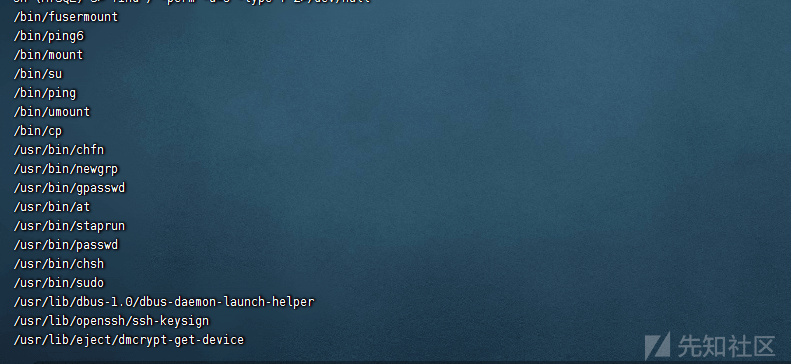 /bin/fusermount
/bin/ping6
/bin/mount
/bin/su
/bin/ping
/bin/umount
/bin/cp
/usr/bin/chfn
/usr/bin/newgrp
/usr/bin/gpasswd
/usr/bin/at
/usr/bin/staprun
/usr/bin/passwd
/usr/bin/chsh
/usr/bin/sudo
/usr/lib/dbus-1.0/dbus-daemon-launch-helper
/usr/lib/openssh/ssh-keysign
/usr/lib/eject/dmcrypt-get-device
先知社区